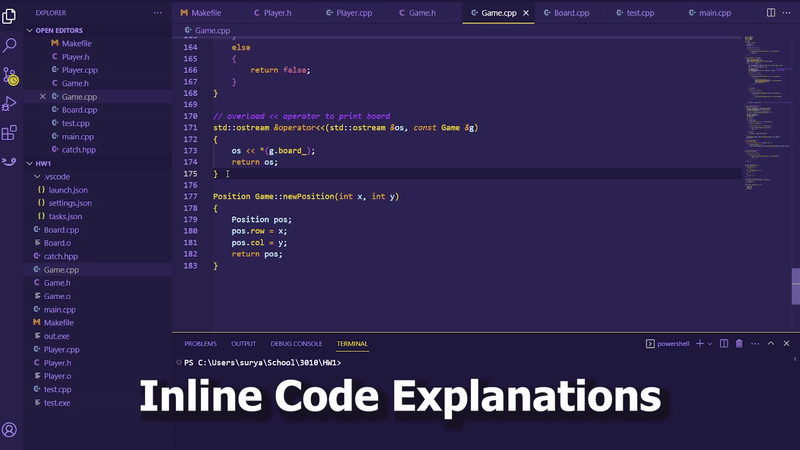 EXPLORER
OPEN EDITORS
Makefile
Player.h
Player.cpp
Game.h
Game.cpp
Board.cpp
test.cpp
main.cpp
catch.hpp
HW1
.vscode
launch.json
settings.json
tasks.json
Board.cpp
Board.o
catch.hpp
Game.cpp
Game.h
Game.o
main.cpp
Makefile
out.exe
Player.cpp
Player.h
Player.o
test.cpp
test.exe
Makefile Player.h Player.cpp Game.h Game.cpp Board.cpp test.cpp main.cpp
Game.cpp
164 else
165 {
166 return false;
167 }
168 }
169
170 // overload << operator to print board
171 std::ostream &operator<<(std::ostream &os, const Game &g)
172 {
173 os << *(g.board_);
174 return os;
175 }
176
177 Position Game::newPosition(int x, int y)
178 {
179 Position pos;
180 pos.row = x;
181 pos.col = y;
182 return pos;
183 }
PROBLEMS OUTPUT DEBUG CONSOLE TERMINAL powershell
PS C:\Users\surya\School\3010\HW1>
Inline Code Explanations